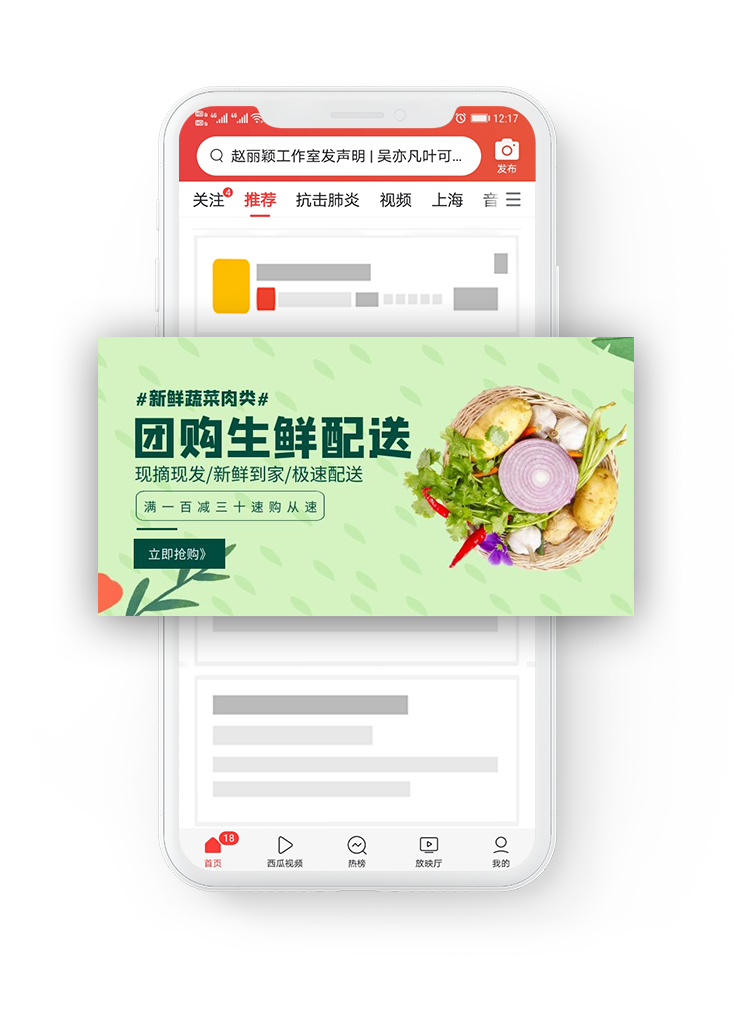 12:17
赵丽颖工作室发声明 | 吴亦凡叶可...
发布
关注 4 推荐 抗击肺炎 视频 上海 音
#新鲜蔬菜肉类#
团购生鲜配送
现摘现发/新鲜到家/极速配送
满一百减三十速购从速
立即抢购》
18
首页 西瓜视频 热榜 放映厅 我的